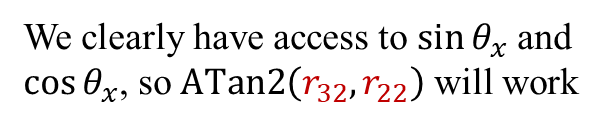 We clearly have access to sin θₓ and
cos θₓ, so ATan2(r₃₂, r₂₂) will work